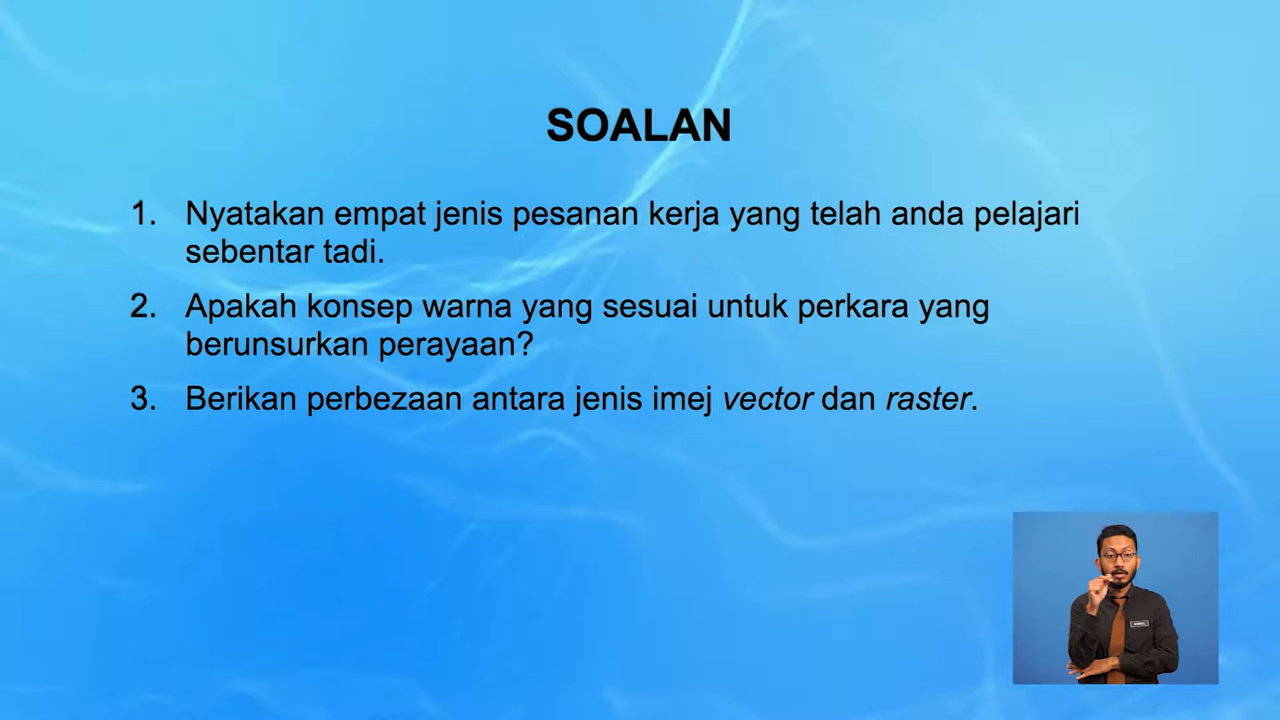 SOALAN
1. Nyatakan empat jenis pesanan kerja yang telah anda pelajari
sebentar tadi.
2. Apakah konsep warna yang sesuai untuk perkara yang
berunsurkan perayaan?
3. Berikan perbezaan antara jenis imej vector dan raster.